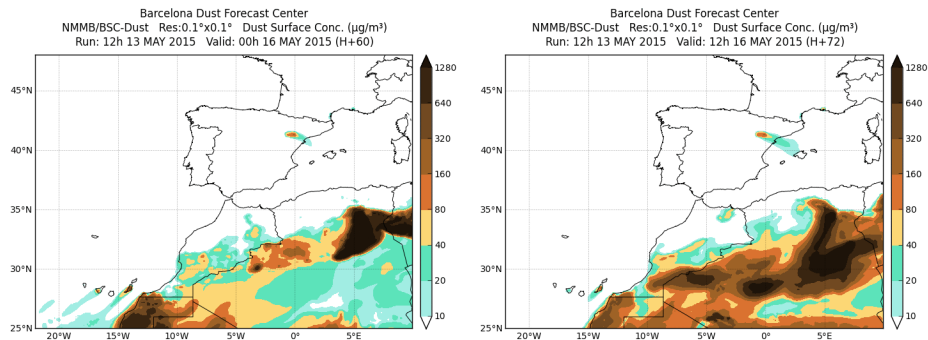 Barcelona Dust Forecast Center
NMMB/BSC-Dust Res:0.1°x0.1° Dust Surface Conc. (µg/m³)
Run: 12h 13 MAY 2015 Valid: 00h 16 MAY 2015 (H+60)
45°N
40°N
35°N
30°N
25°N
20°W
15°W
10°W
5°W
0°E
5°E
1280
640
320
160
80
40
20
10
Barcelona Dust Forecast Center
NMMB/BSC-Dust Res:0.1°x0.1° Dust Surface Conc. (µg/m³)
Run: 12h 13 MAY 2015 Valid: 12h 16 MAY 2015 (H+72)
45°N
40°N
35°N
30°N
25°N
20°W
15°W
10°W
5°W
0°E
5°E
1280
640
320
160
80
40
20
10